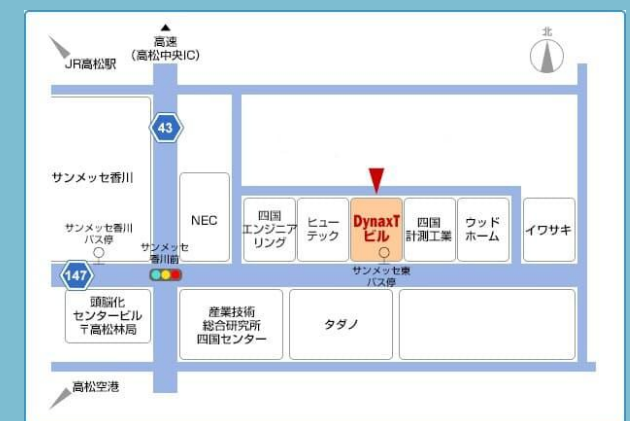 北
高速
(高松中央IC)
JR高松駅
43
サンメッセ香川
NEC
四国
エンジニア
リング
ヒュー
テック
DynaxT
ビル
四国
計測工業
ウッド
ホーム
イワサキ
サンメッセ香川
バス停
サンメッセ
香川前
サンメッセ東
バス停
147
頭脳化
センタービル
〒高松林局
産業技術
総合研究所
四国センター
タダノ
高松空港